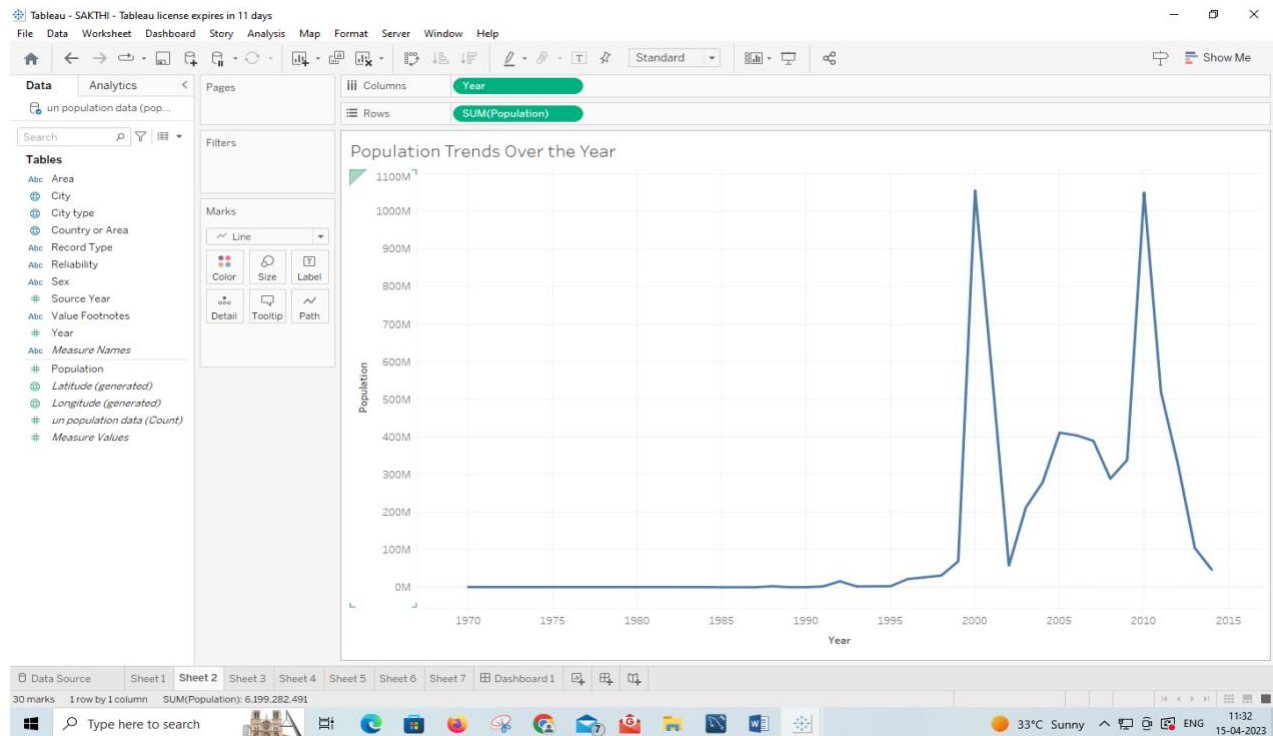 Tableau - SAKTHI - Tableau license expires in 11 days
File Data Worksheet Dashboard Story Analysis Map Format Server Window Help
Standard
Show Me
Data Analytics
un population data (pop...
Search
Tables
Abc Area
City
City type
Country or Area
Abc Record Type
Abc Reliability
Abc Sex
# Source Year
Abc Value Footnotes
# Year
Abc Measure Names
# Population
Latitude (generated)
Longitude (generated)
# un population data (Count)
# Measure Values
Pages
Filters
Marks
Line
Color Size Label
Detail Tooltip Path
Columns Year
Rows SUM(Population)
Population Trends Over the Year
1100M
1000M
900M
800M
700M
600M
500M
400M
300M
200M
100M
0M
Population
1970 1975 1980 1985 1990 1995 2000 2005 2010 2015
Year
Data Source Sheet 1 Sheet 2 Sheet 3 Sheet 4 Sheet 5 Sheet 6 Sheet 7 Dashboard 1
30 marks 1 row by 1 column SUM(Population): 6,199,282,491
Type here to search
33°C Sunny ENG 11:32
15-04-2023